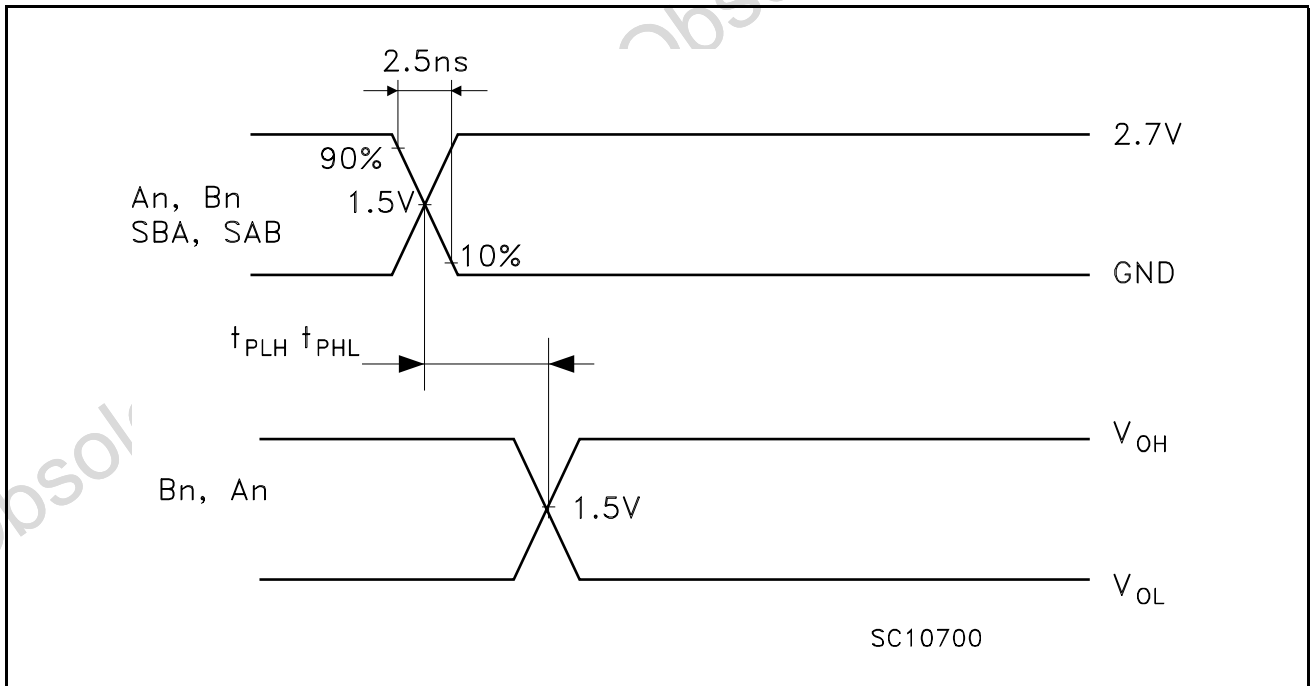 2.5ns
2.7V
90%
An, Bn
1.5V
SBA, SAB
10%
GND
tPLH tPHL
VOH
Bn, An
1.5V
VOL
SC10700